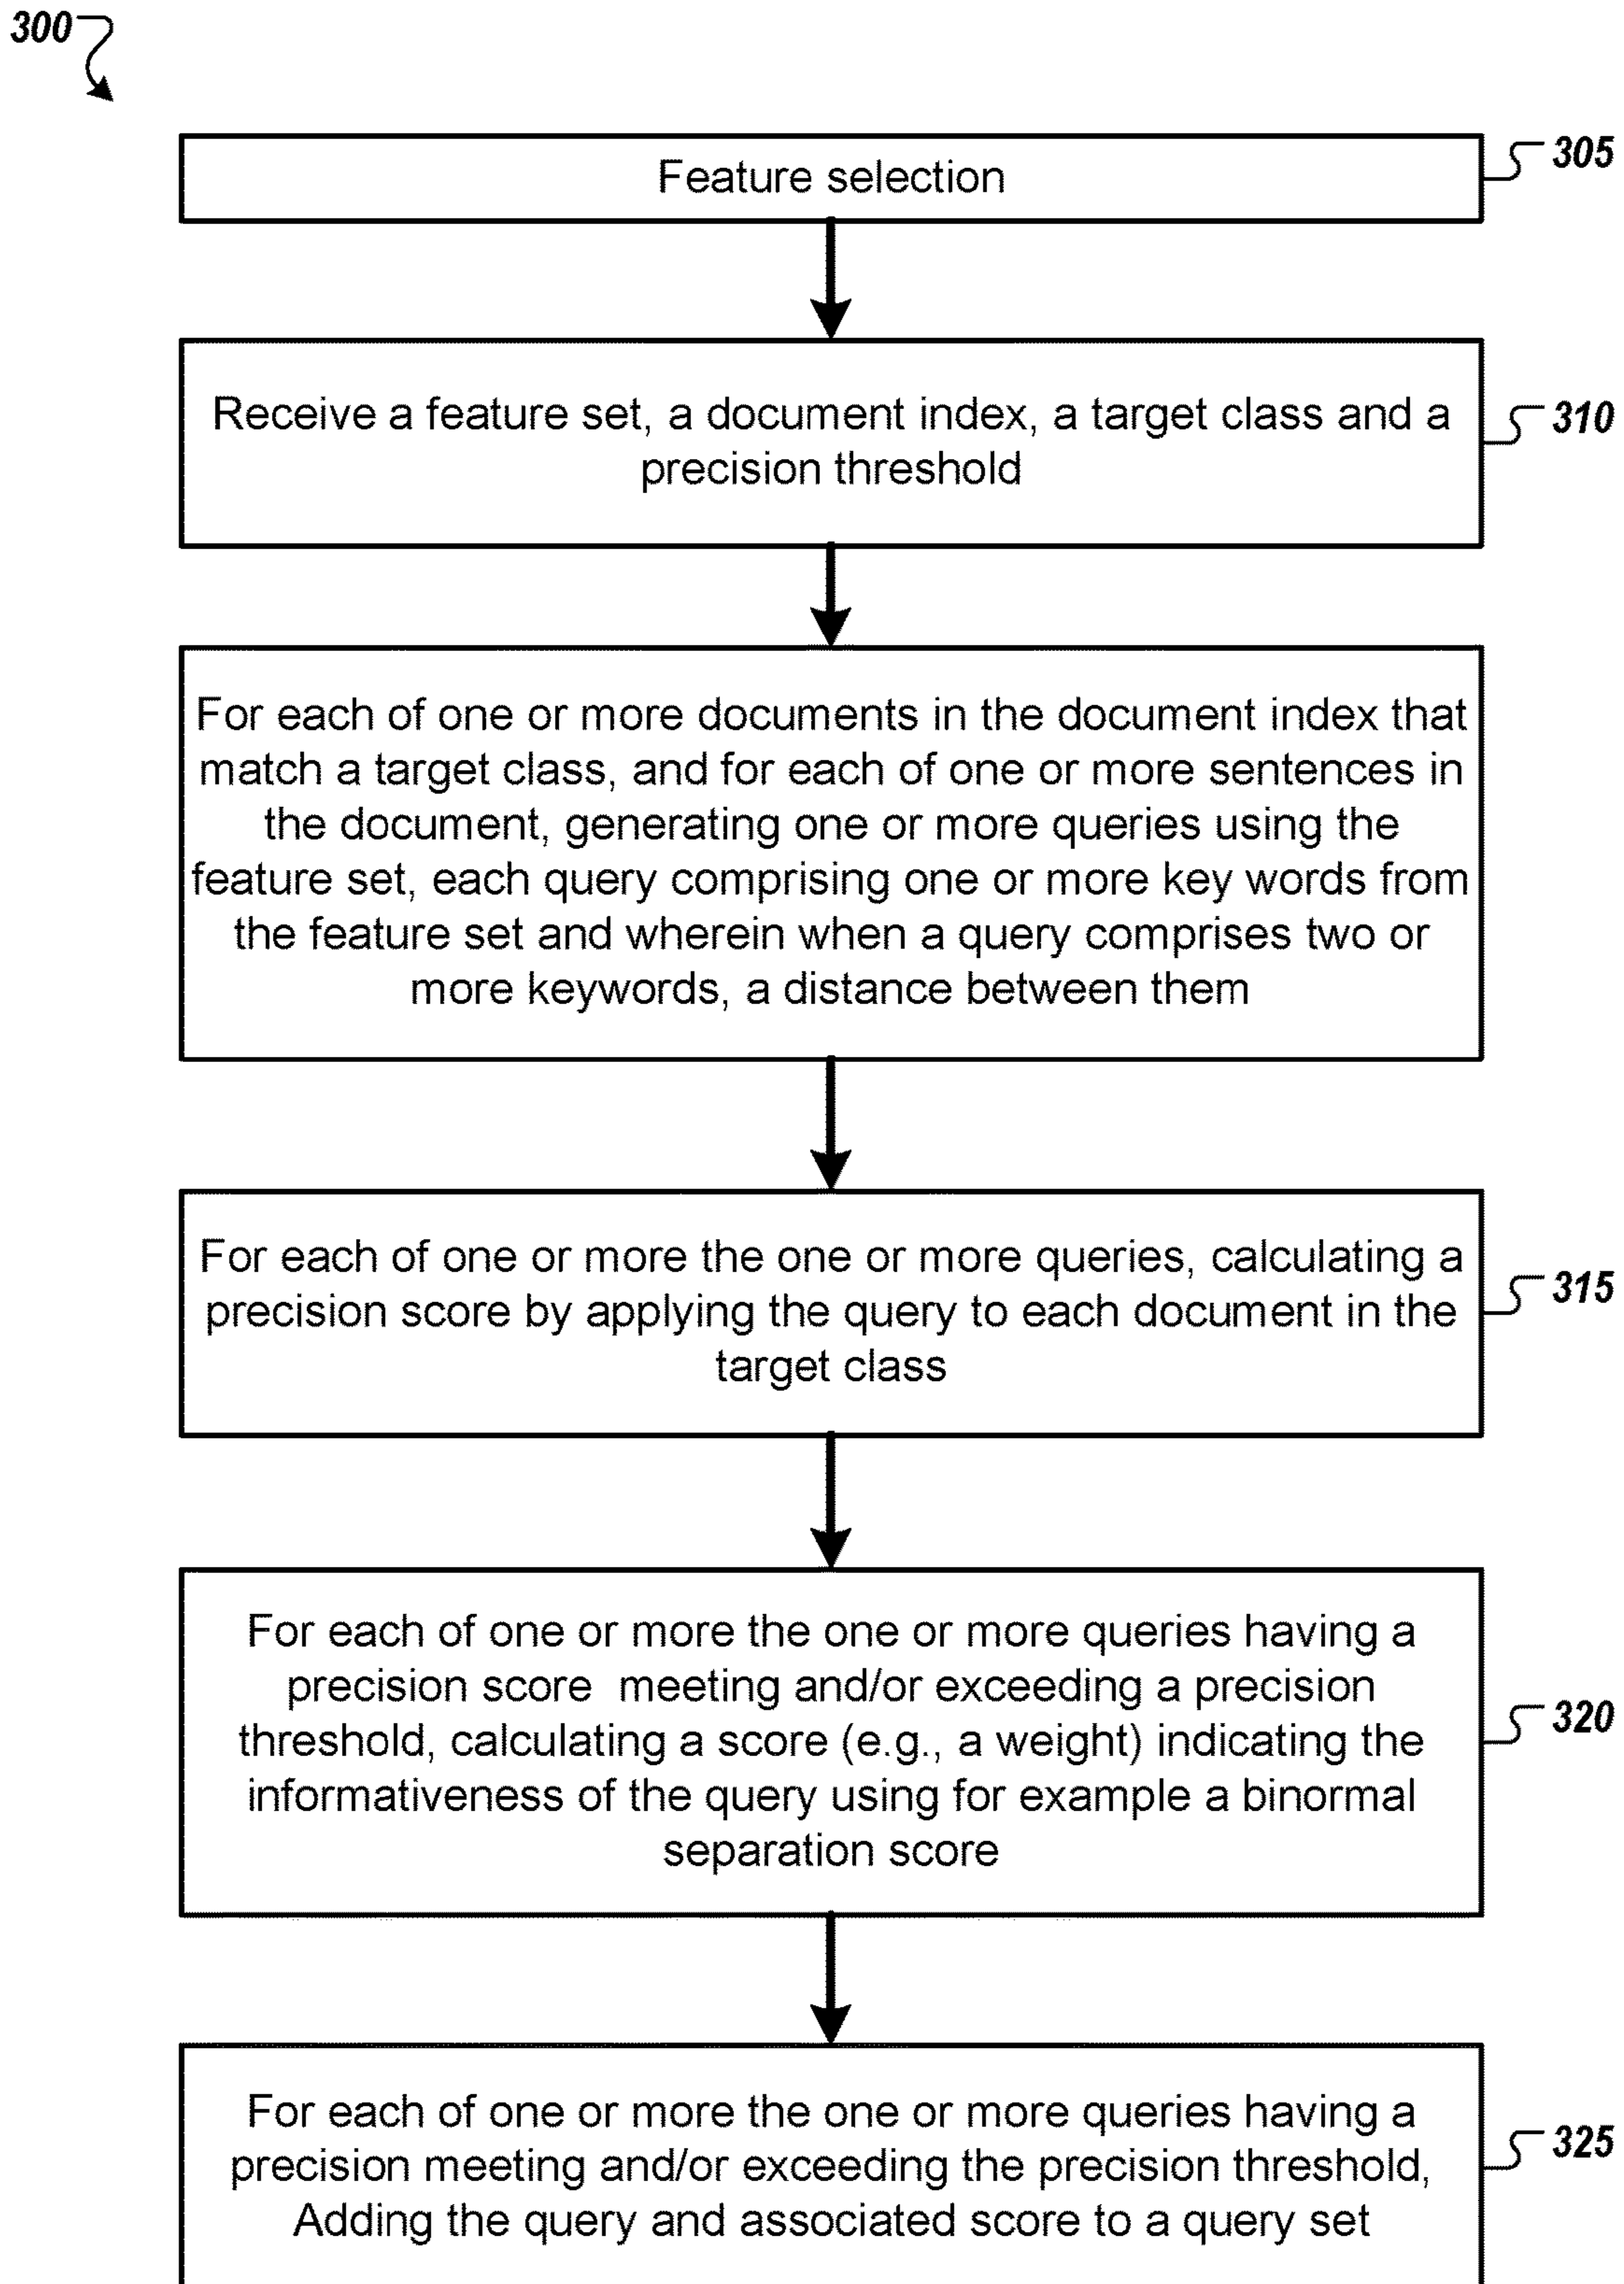 300
Feature selection
305
Receive a feature set, a document index, a target class and a
precision threshold
310
For each of one or more documents in the document index that
match a target class, and for each of one or more sentences in
the document, generating one or more queries using the
feature set, each query comprising one or more key words from
the feature set and wherein when a query comprises two or
more keywords, a distance between them
For each of one or more the one or more queries, calculating a
precision score by applying the query to each document in the
target class
315
For each of one or more the one or more queries having a
precision score meeting and/or exceeding a precision
threshold, calculating a score (e.g., a weight) indicating the
informativeness of the query using for example a binormal
separation score
320
For each of one or more the one or more queries having a
precision meeting and/or exceeding the precision threshold,
Adding the query and associated score to a query set
325